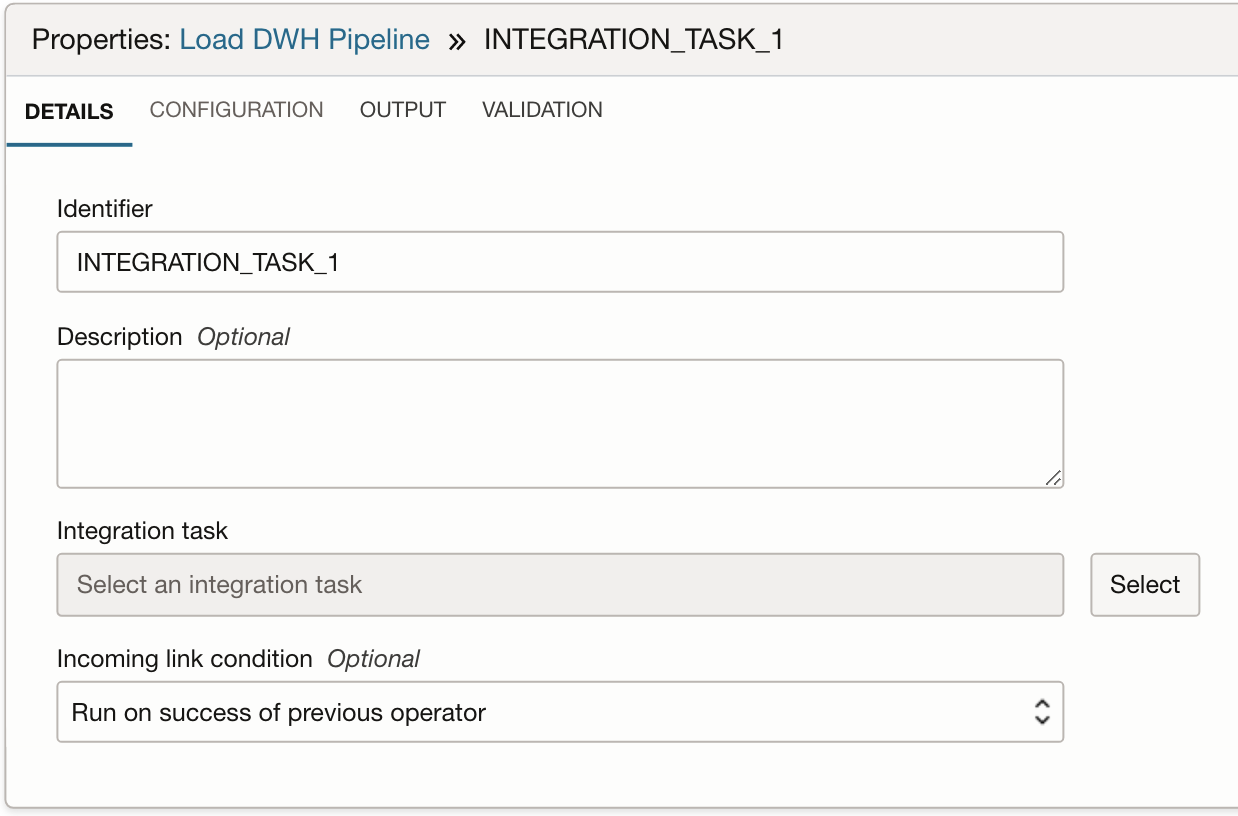 Properties: Load DWH Pipeline » INTEGRATION_TASK_1
DETAILS CONFIGURATION OUTPUT VALIDATION
Identifier
INTEGRATION_TASK_1
Description Optional
Integration task
Select an integration task Select
Incoming link condition Optional
Run on success of previous operator